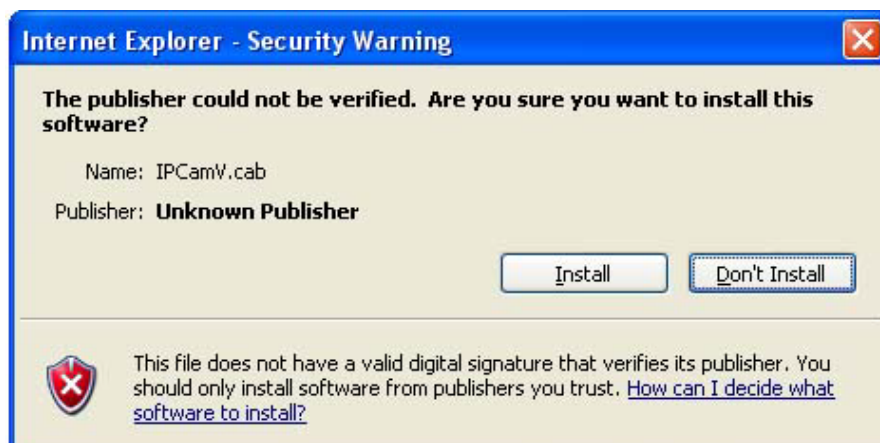 Internet Explorer - Security Warning
The publisher could not be verified.  Are you sure you want to install this
software?
Name: IPCamV.cab
Publisher: Unknown Publisher
Install
Don't Install
This file does not have a valid digital signature that verifies its publisher. You
should only install software from publishers you trust. How can I decide what
software to install?